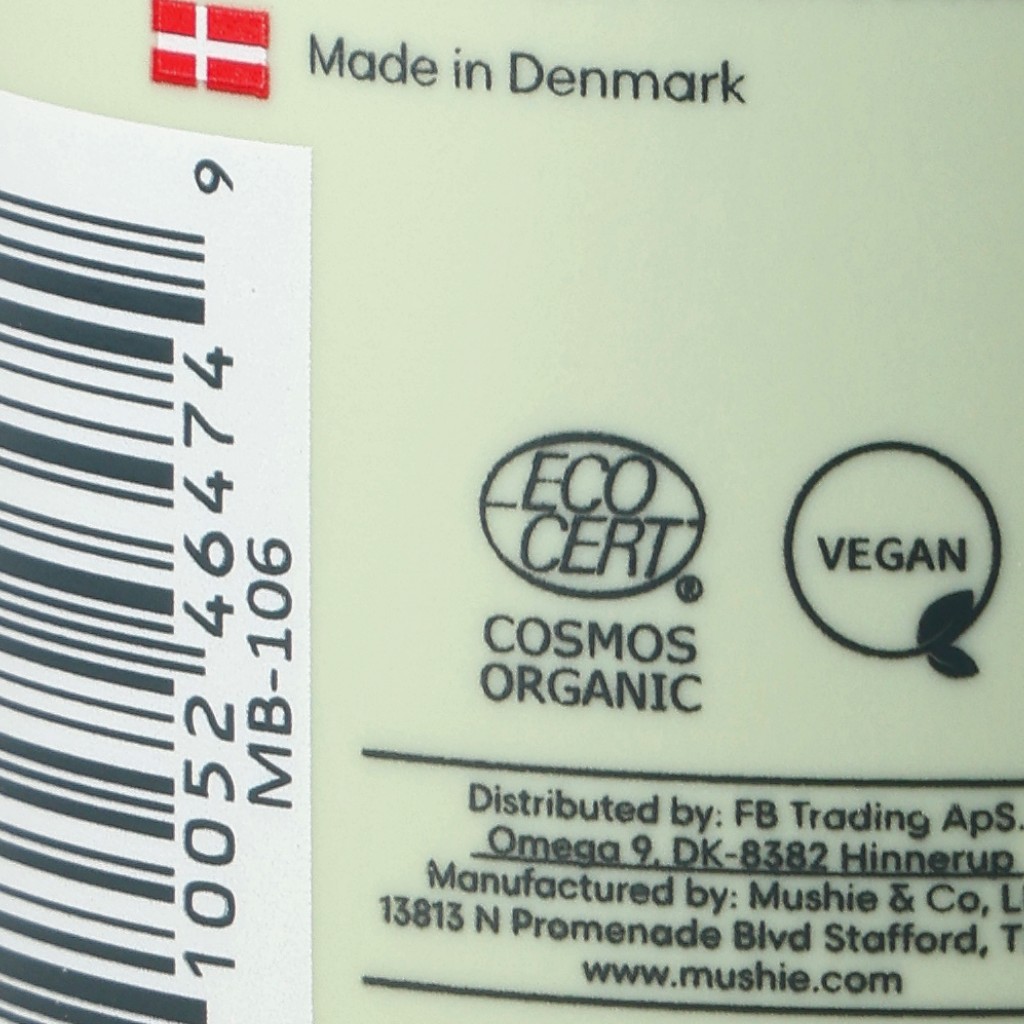 Made in Denmark
10052 46474 9
MB-106
ECO
CERT®
COSMOS
ORGANIC
VEGAN
Distributed by: FB Trading ApS.
Omega 9, DK-8382 Hinnerup
Manufactured by: Mushie & Co,
13813 N Promenade Blvd Stafford,
www.mushie.com